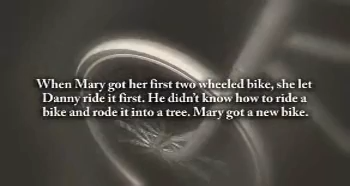 When Mary got her first two wheeled bike, she let
Danny ride it first. He didn't know how to ride a
bike and rode it into a tree. Mary got a new bike.